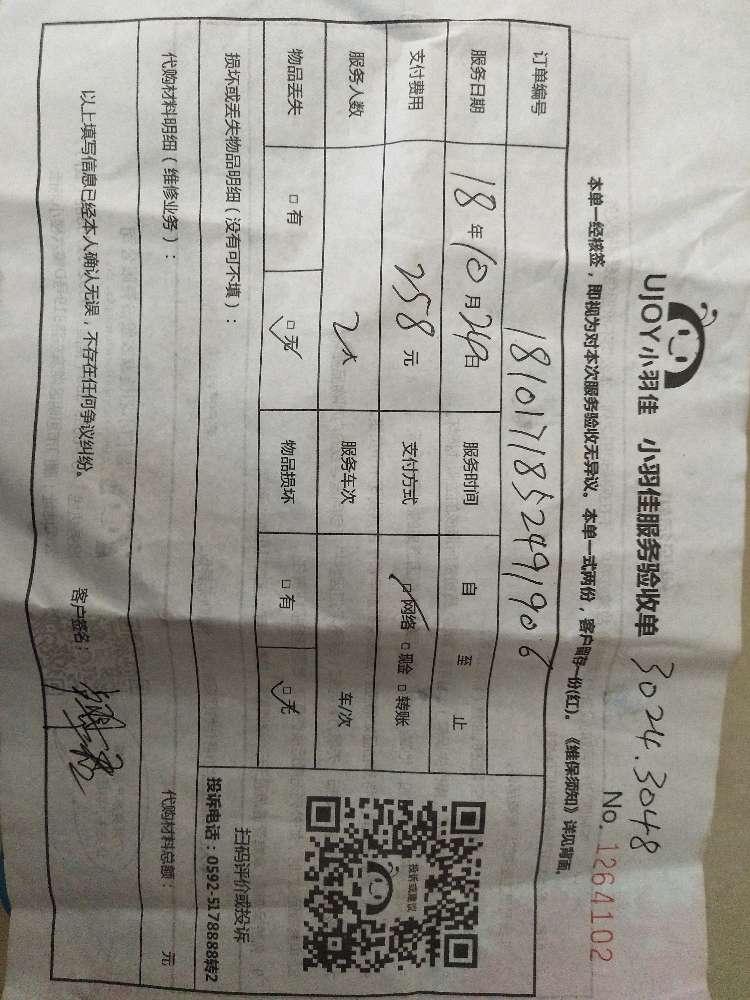 UJOY小羽佳 小羽佳服务验收单 3024.3048
No. 1264102
本单一经核签，即视为对本次服务验收无异议。本单一式两份，客户留存一份(红)。《维保须知》详见背面。
订单编号 1810171852491906
服务日期 18年10月24日 服务时间 自 至 止
支付费用 258元 支付方式 网络 现金 转账
服务人数 2人 服务车次 车/次
物品丢失 有 无 物品损坏 有 无
损坏或丢失物品明细（没有可不填）：
投诉或建议
扫码评价或投诉
投诉电话：0592-5178888转2
代购材料明细（维修业务）： 代购材料总额： 元
以上填写信息已经本人确认无误，不存在任何争议纠纷。 客户签名：